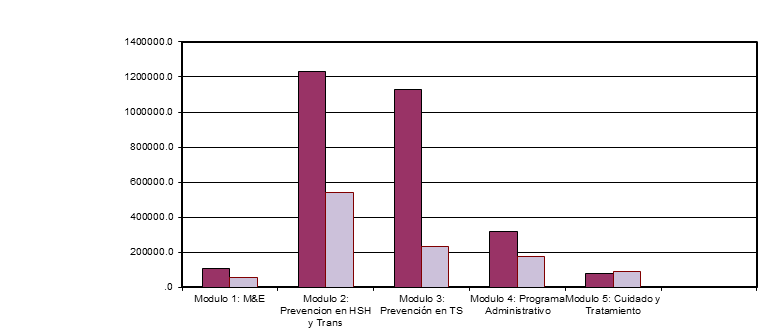 1400000.0
1200000.0
1000000.0
800000.0
600000.0
400000.0
200000.0
.0
Modulo 1: M&E
Modulo 2:
Prevencion en HSH
y Trans
Modulo 3:
Prevención en TS
Modulo 4: Programa
Administrativo
Modulo 5: Cuidado y
Tratamiento